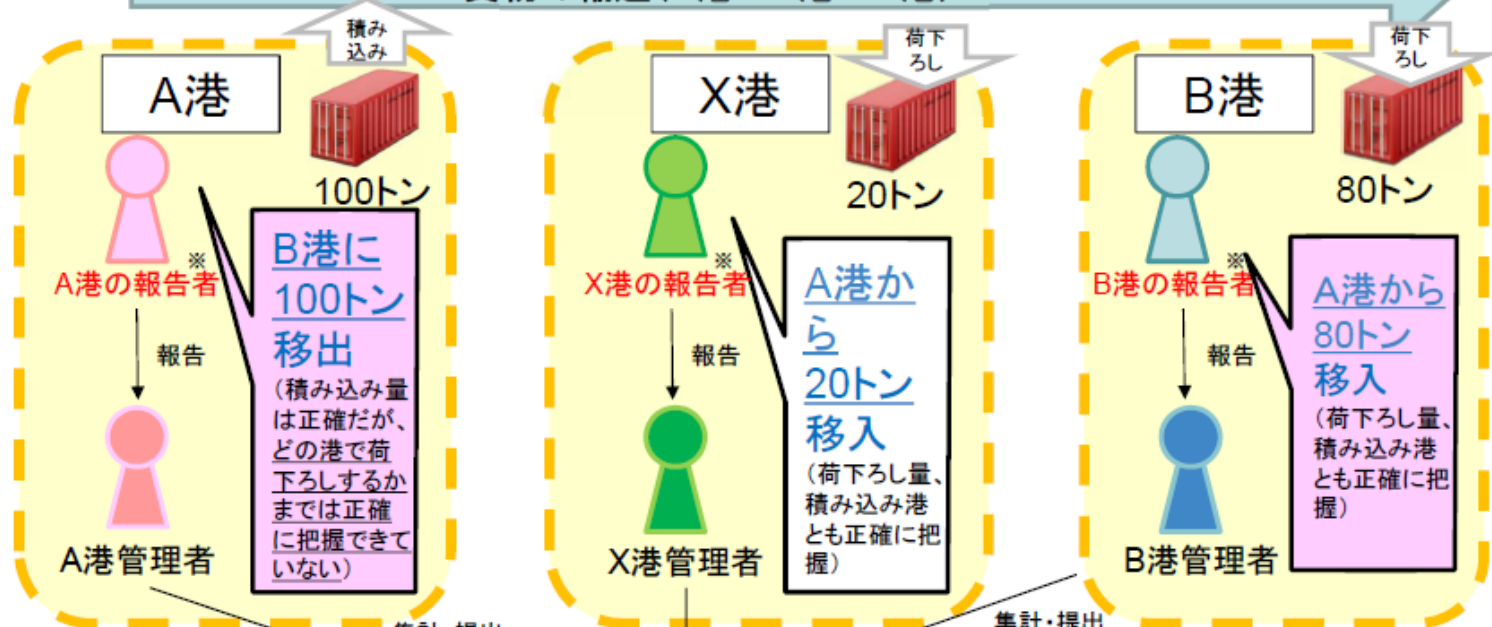 積み
込み
荷下
ろし
荷下
ろし
A港
100トン
※
A港の報告者
報告
A港管理者
B港に
100トン
移出
(積み込み量
は正確だが、
どの港で荷
下ろしするか
までは正確
に把握できて
いない)
X港
20トン
※
X港の報告者
報告
X港管理者
A港か
ら
20トン
移入
(荷下ろし量、
積み込み港
とも正確に把
握)
B港
80トン
※
B港の報告者
報告
B港管理者
A港から
80トン
移入
(荷下ろし量、
積み込み港
とも正確に把
握)
集計・提出
集計・提出